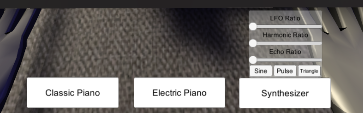 LFO Ratio
Harmonic Ratio
Echo Ratio
Sine Pulse Triangle
Classic Piano Electric Piano Synthesizer